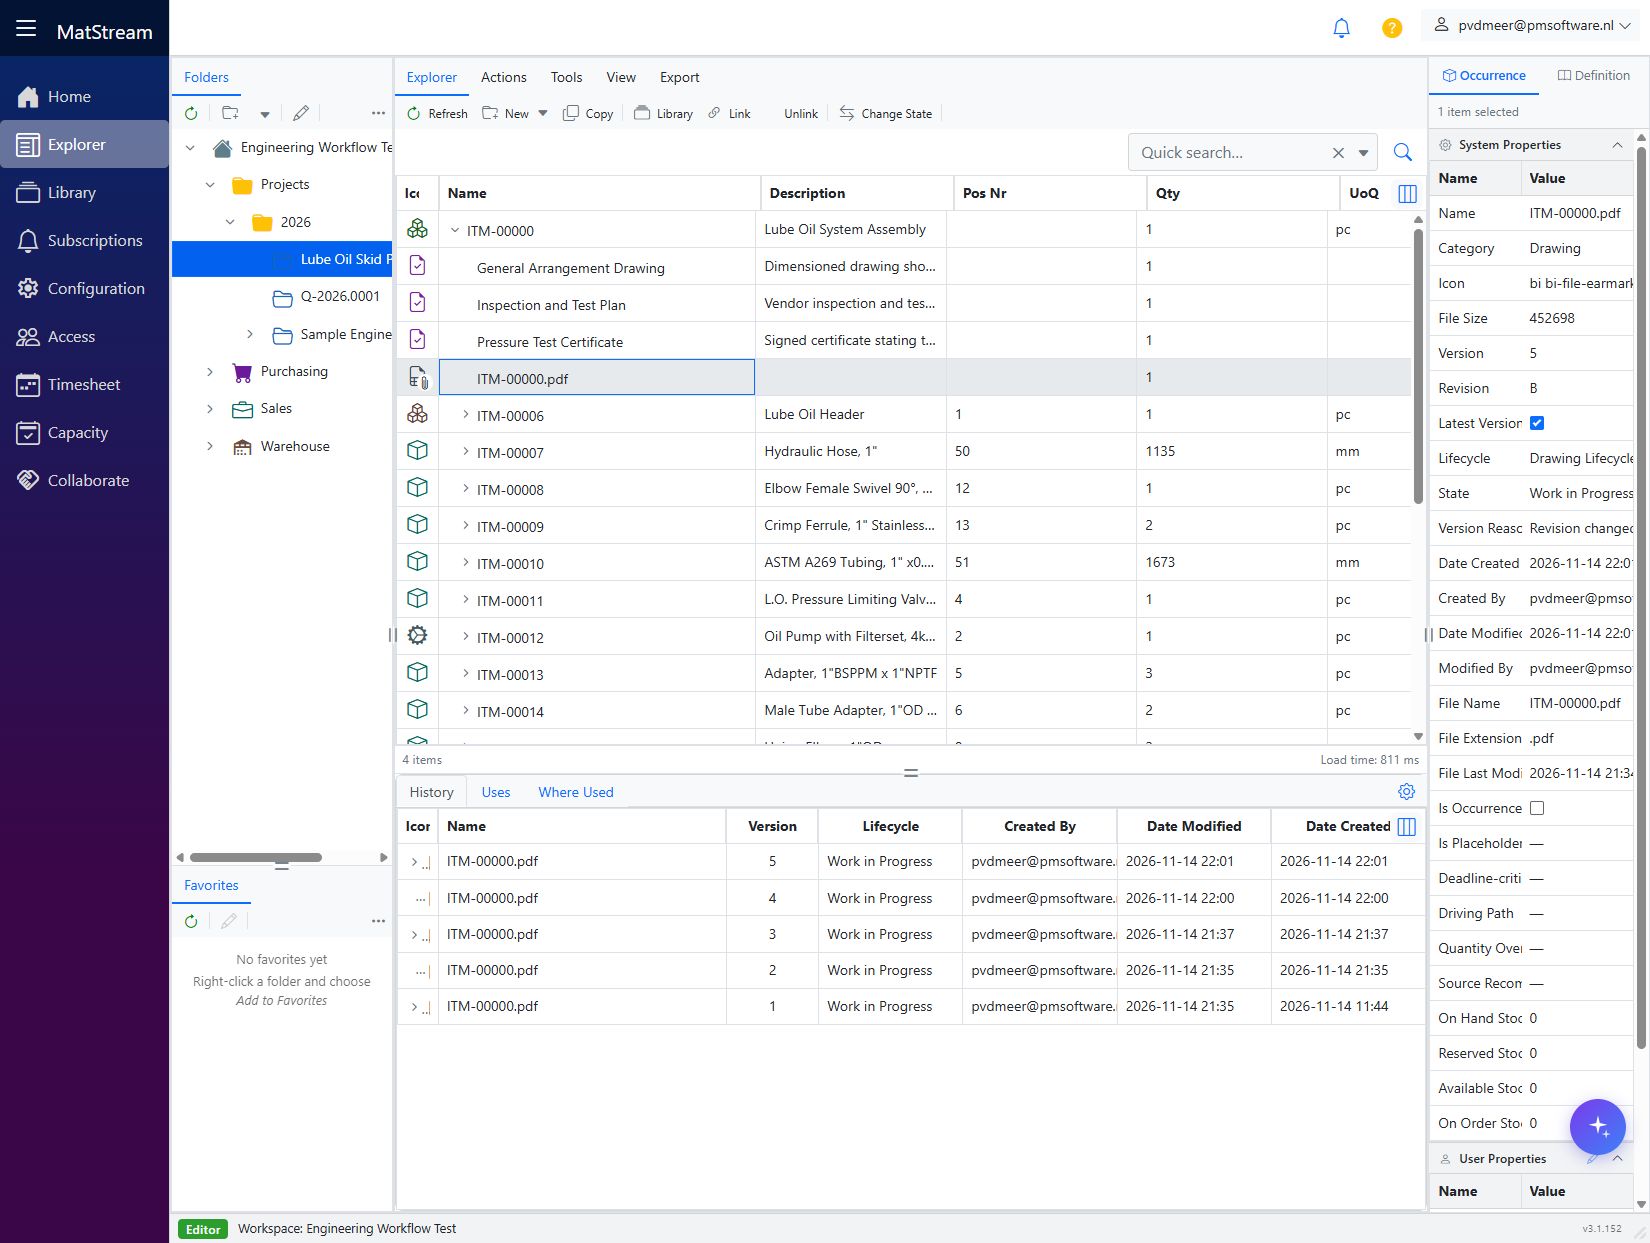 MatStream
pvdmeer@pmsoftware.nl
Home
Explorer
Library
Subscriptions
Configuration
Access
Timesheet
Capacity
Collaborate
Folders
Engineering Workflow Te
Projects
2026
Lube Oil Skid P
Q-2026.0001
Sample Engine
Purchasing
Sales
Warehouse
Favorites
No favorites yet
Right-click a folder and choose
Add to Favorites
Explorer Actions Tools View Export
Refresh New Copy Library Link Unlink Change State
Quick search...
Icc Name Description Pos Nr Qty UoQ
ITM-00000 Lube Oil System Assembly 1 pc
General Arrangement Drawing Dimensioned drawing sho... 1
Inspection and Test Plan Vendor inspection and tes... 1
Pressure Test Certificate Signed certificate stating t... 1
ITM-00000.pdf 1
ITM-00006 Lube Oil Header 1 1 pc
ITM-00007 Hydraulic Hose, 1" 50 1135 mm
ITM-00008 Elbow Female Swivel 90°, ... 12 1 pc
ITM-00009 Crimp Ferrule, 1" Stainless... 13 2 pc
ITM-00010 ASTM A269 Tubing, 1" x0.... 51 1673 mm
ITM-00011 L.O. Pressure Limiting Valv... 4 1 pc
ITM-00012 Oil Pump with Filterset, 4k... 2 1 pc
ITM-00013 Adapter, 1"BSPPM x 1"NPTF 5 3 pc
ITM-00014 Male Tube Adapter, 1"OD ... 6 2 pc
4 items Load time: 811 ms
History Uses Where Used
Icor Name Version Lifecycle Created By Date Modified Date Created
ITM-00000.pdf 5 Work in Progress pvdmeer@pmsoftware. 2026-11-14 22:01 2026-11-14 22:01
ITM-00000.pdf 4 Work in Progress pvdmeer@pmsoftware. 2026-11-14 22:00 2026-11-14 22:00
ITM-00000.pdf 3 Work in Progress pvdmeer@pmsoftware. 2026-11-14 21:37 2026-11-14 21:37
ITM-00000.pdf 2 Work in Progress pvdmeer@pmsoftware. 2026-11-14 21:35 2026-11-14 21:35
ITM-00000.pdf 1 Work in Progress pvdmeer@pmsoftware. 2026-11-14 21:35 2026-11-14 11:44
Occurrence Definition
1 item selected
System Properties
Name Value
Name ITM-00000.pdf
Category Drawing
Icon bi bi-file-earmark
File Size 452698
Version 5
Revision B
Latest Version
Lifecycle Drawing Lifecycle
State Work in Progress
Version Reasc Revision changed
Date Created 2026-11-14 22:0
Created By pvdmeer@pmso
Date Modified 2026-11-14 22:0
Modified By pvdmeer@pmso
File Name ITM-00000.pdf
File Extension .pdf
File Last Modi 2026-11-14 21:34
Is Occurrence
Is Placeholder —
Deadline-criti —
Driving Path —
Quantity Over —
Source Recom —
On Hand Stoc 0
Reserved Stoc 0
Available Stoc 0
On Order Stoc 0
User Properties
Name Value
Editor Workspace: Engineering Workflow Test v3.1.152